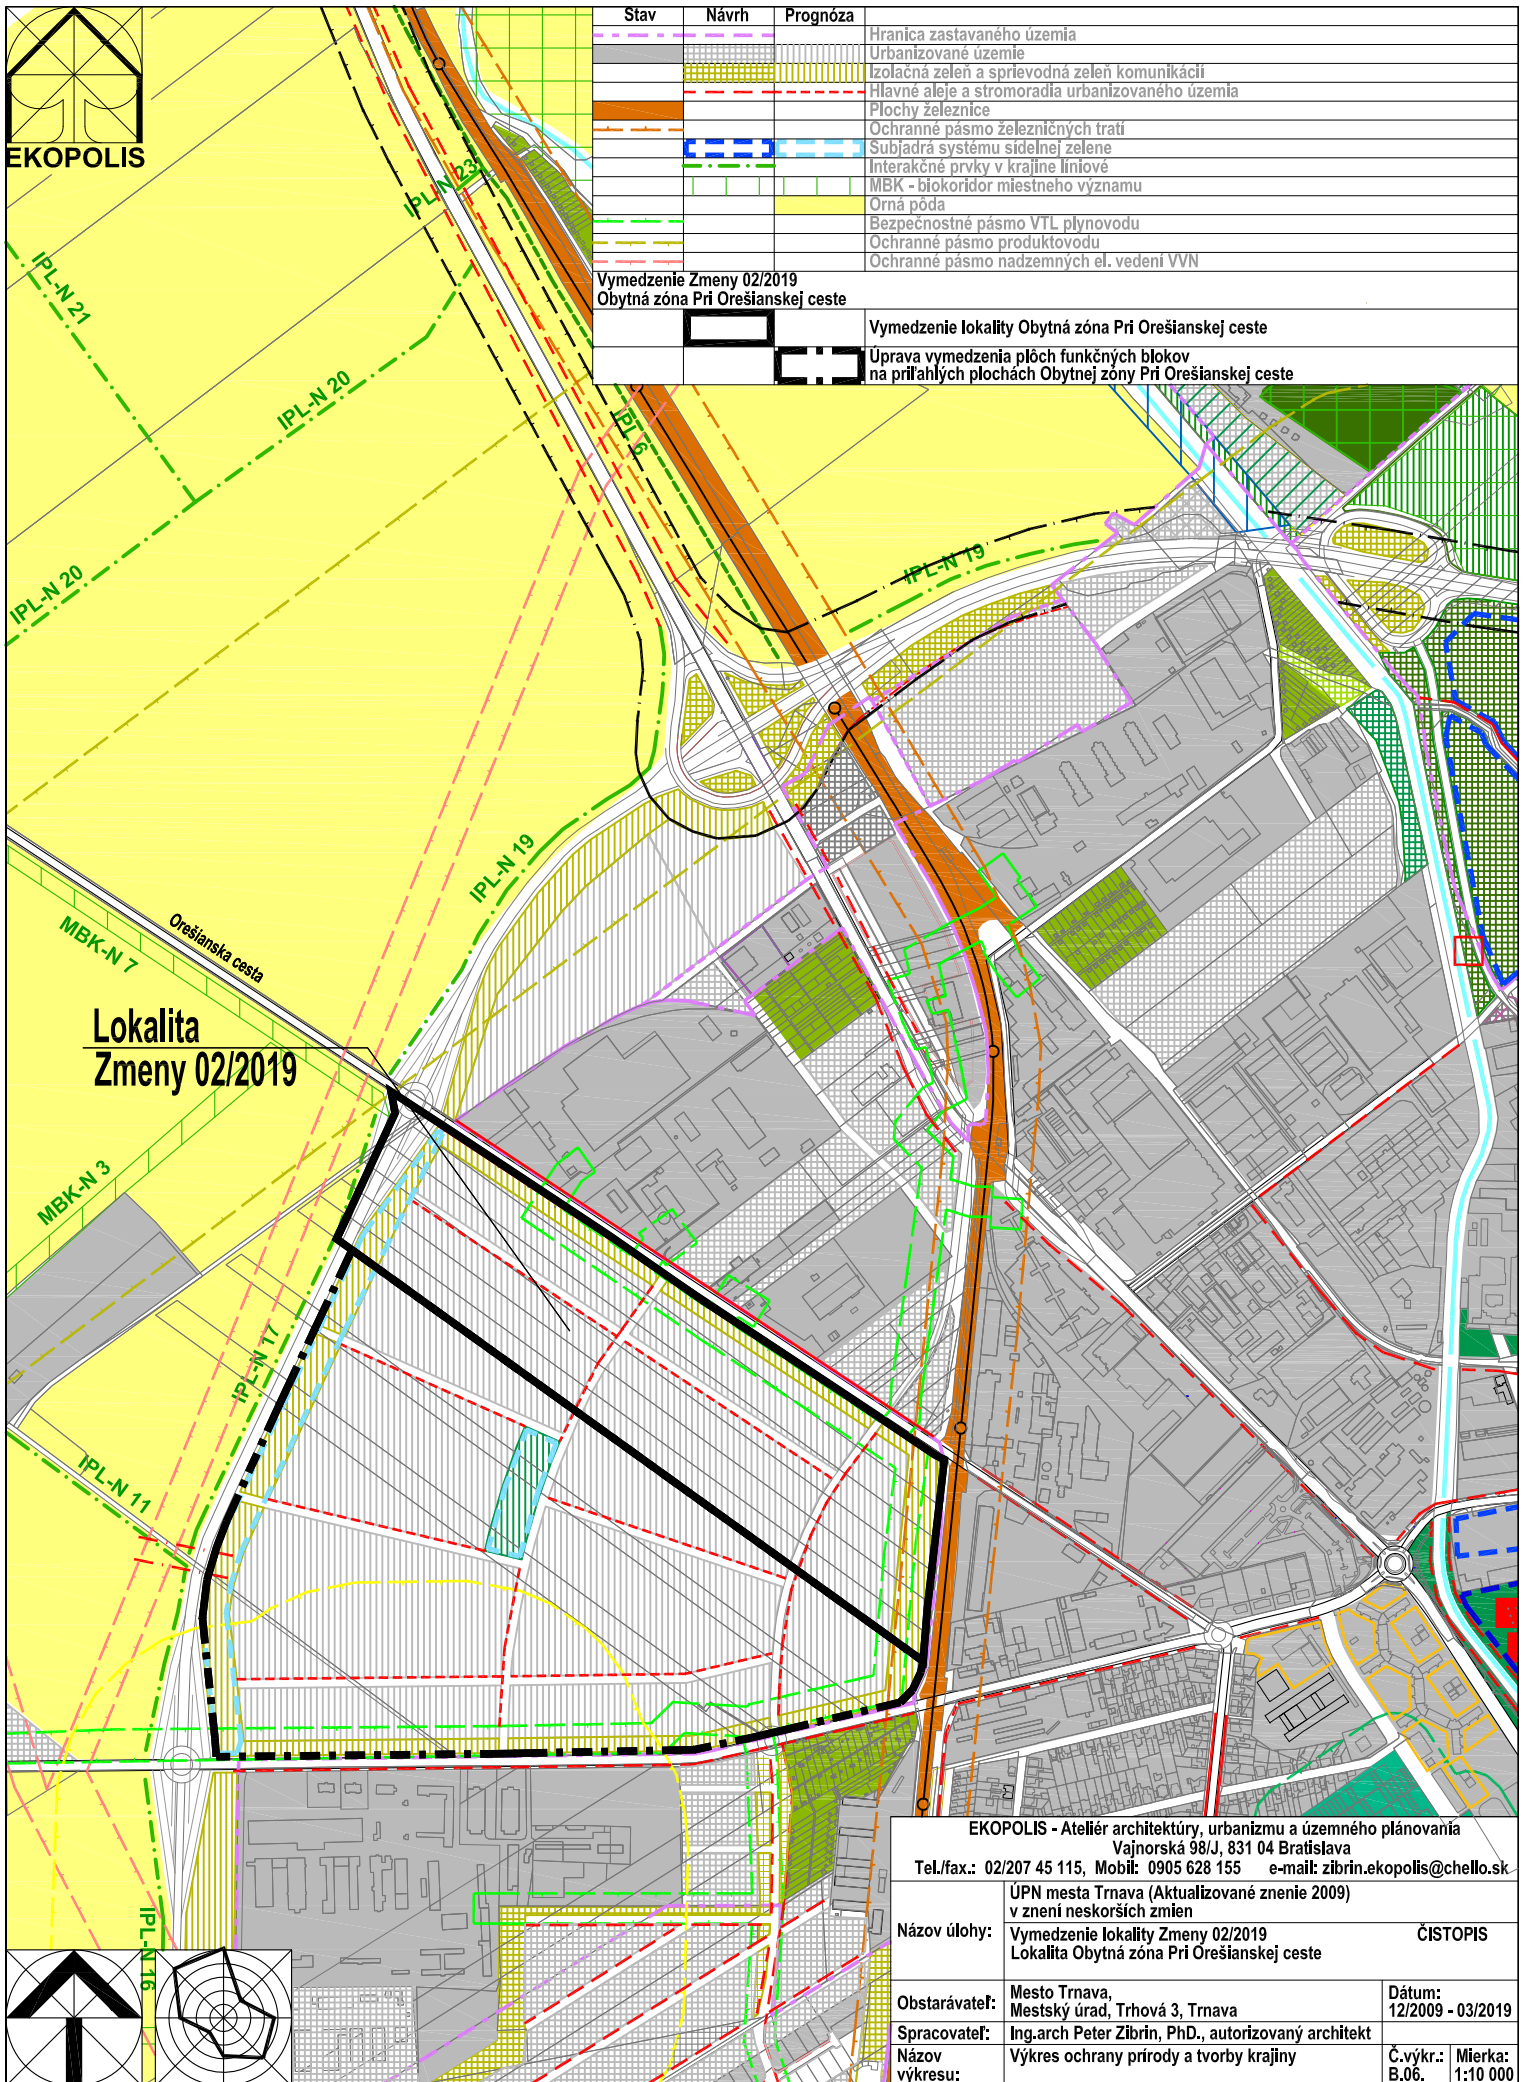 EKOPOLIS
Stav Návrh Prognóza
Hranica zastavaného územia
Urbanizované územie
Izolačná zeleň a sprievodná zeleň komunikácií
Hlavné aleje a stromoradia urbanizovaného územia
Plochy železnice
Ochranné pásmo železničných tratí
Subjadrá systému sídelnej zelene
Interakčné prvky v krajine líniové
MBK - biokoridor miestneho významu
Orná pôda
Bezpečnostné pásmo VTL plynovodu
Ochranné pásmo produktovodu
Ochranné pásmo nadzemných el. vedení VVN
Vymedzenie Zmeny 02/2019
Obytná zóna Pri Orešianskej ceste
Vymedzenie lokality Obytná zóna Pri Orešianskej ceste
Úprava vymedzenia plôch funkčných blokov
na priľahlých plochách Obytnej zóny Pri Orešianskej ceste
IPL-N 23
IPL-N 21
IPL-N 20
IPL 6
IPL-N 20
IPL-N 19
IPL-N 19
MBK-N 7
Orešianska cesta
Lokalita
Zmeny 02/2019
MBK-N 3
IPL-N 17
IPL-N 11
IPL-N 16
EKOPOLIS - Ateliér architektúry, urbanizmu a územného plánovania
Vajnorská 98/J, 831 04 Bratislava
Tel./fax.: 02/207 45 115, Mobil: 0905 628 155 e-mail: zibrin.ekopolis@chello.sk
Názov úlohy:
ÚPN mesta Trnava (Aktualizované znenie 2009)
v znení neskorších zmien
Vymedzenie lokality Zmeny 02/2019 ČISTOPIS
Lokalita Obytná zóna Pri Orešianskej ceste
Obstarávateľ:
Mesto Trnava,
Mestský úrad, Trhová 3, Trnava
Dátum:
12/2009 - 03/2019
Spracovateľ: Ing.arch Peter Zibrin, PhD., autorizovaný architekt
Názov
výkresu:
Výkres ochrany prírody a tvorby krajiny
Č.výkr.:
B.06.
Mierka:
1:10 000